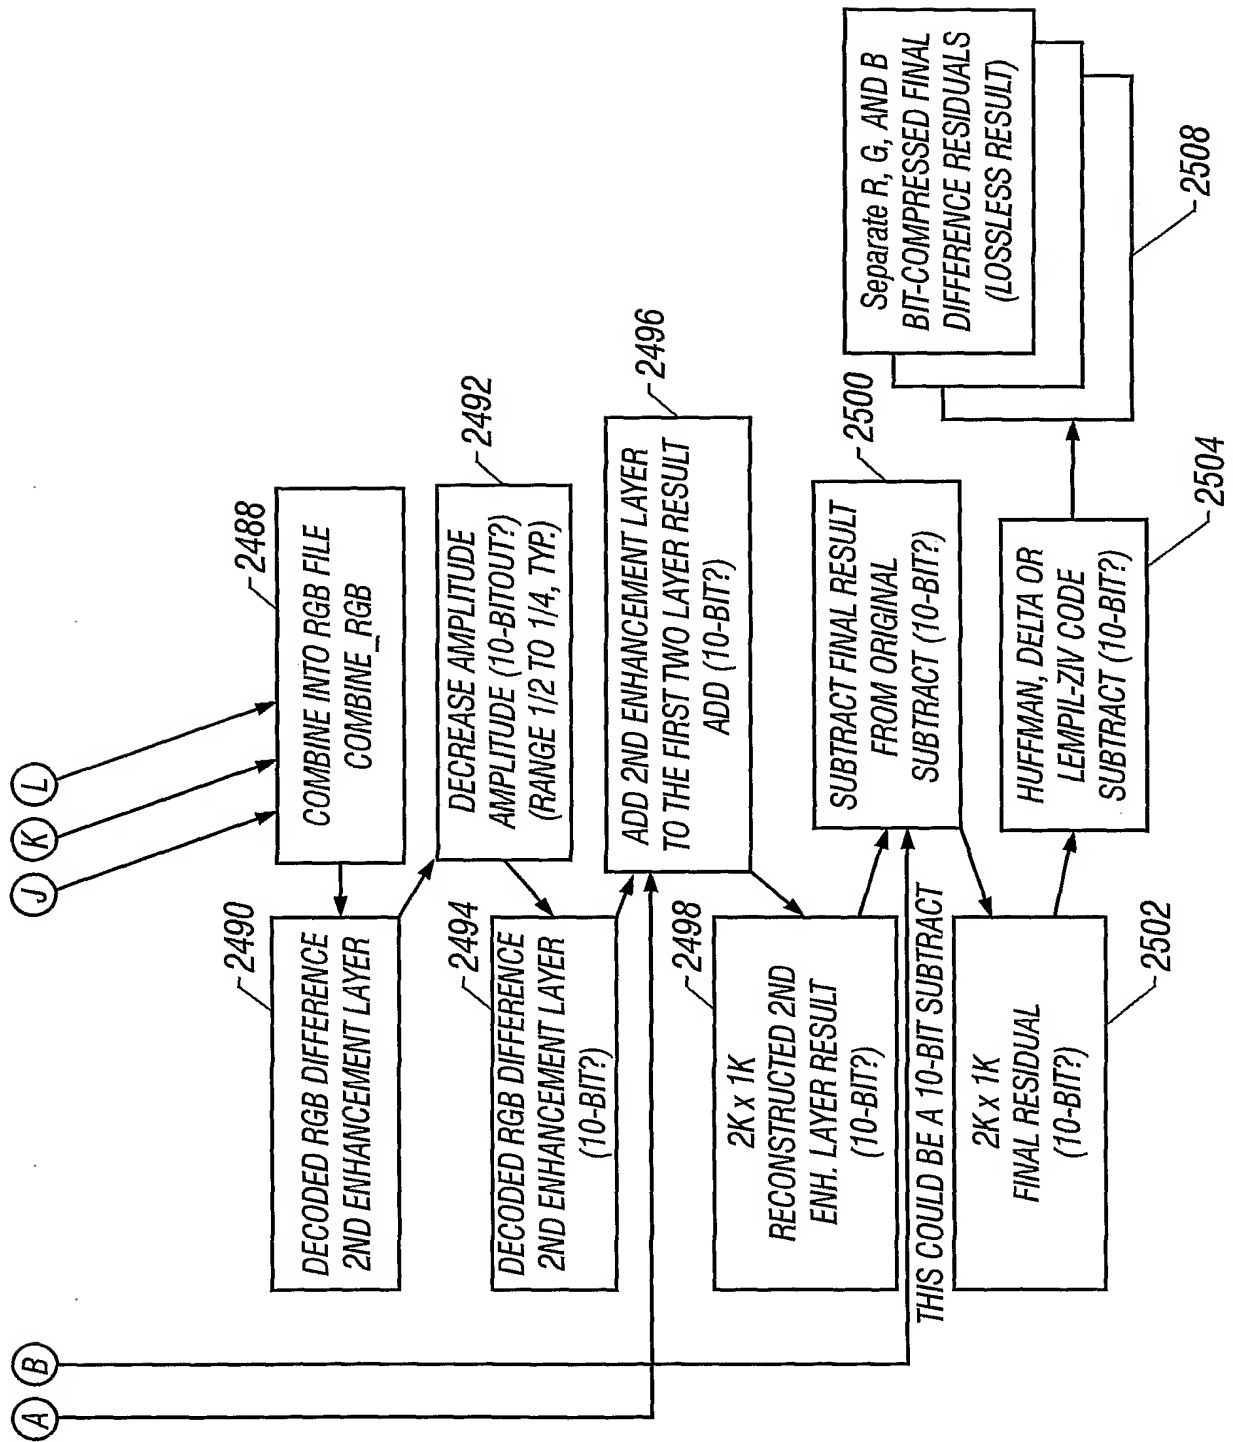 A
B
J
K
L
2488
COMBINE INTO RGB FILE
COMBINE_RGB
2490
DECODED RGB DIFFERENCE
2ND ENHANCEMENT LAYER
2492
DECREASE AMPLITUDE
AMPLITUDE (10-BITOUT?)
(RANGE 1/2 TO 1/4, TYP.)
2494
DECODED RGB DIFFERENCE
2ND ENHANCEMENT LAYER
(10-BIT?)
2496
ADD 2ND ENHANCEMENT LAYER
TO THE FIRST TWO LAYER RESULT
ADD (10-BIT?)
2498
2K x 1K
RECONSTRUCTED 2ND
ENH. LAYER RESULT
(10-BIT?)
2500
SUBTRACT FINAL RESULT
FROM ORIGINAL
SUBTRACT (10-BIT?)
THIS COULD BE A 10-BIT SUBTRACT
2K x 1K
FINAL RESIDUAL
(10-BIT?)
2502
HUFFMAN, DELTA OR
LEMPIL-ZIV CODE
SUBTRACT (10-BIT?)
2504
Separate R, G, AND B
BIT-COMPRESSED FINAL
DIFFERENCE RESIDUALS
(LOSSLESS RESULT)
2508